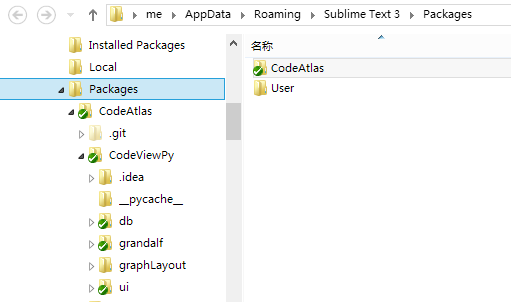 me ▸ AppData ▸ Roaming ▸ Sublime Text 3 ▸ Packages
Installed Packages
Local
Packages
CodeAtlas
.git
CodeViewPy
.idea
__pycache__
db
grandalf
graphLayout
ui
名称
CodeAtlas
User